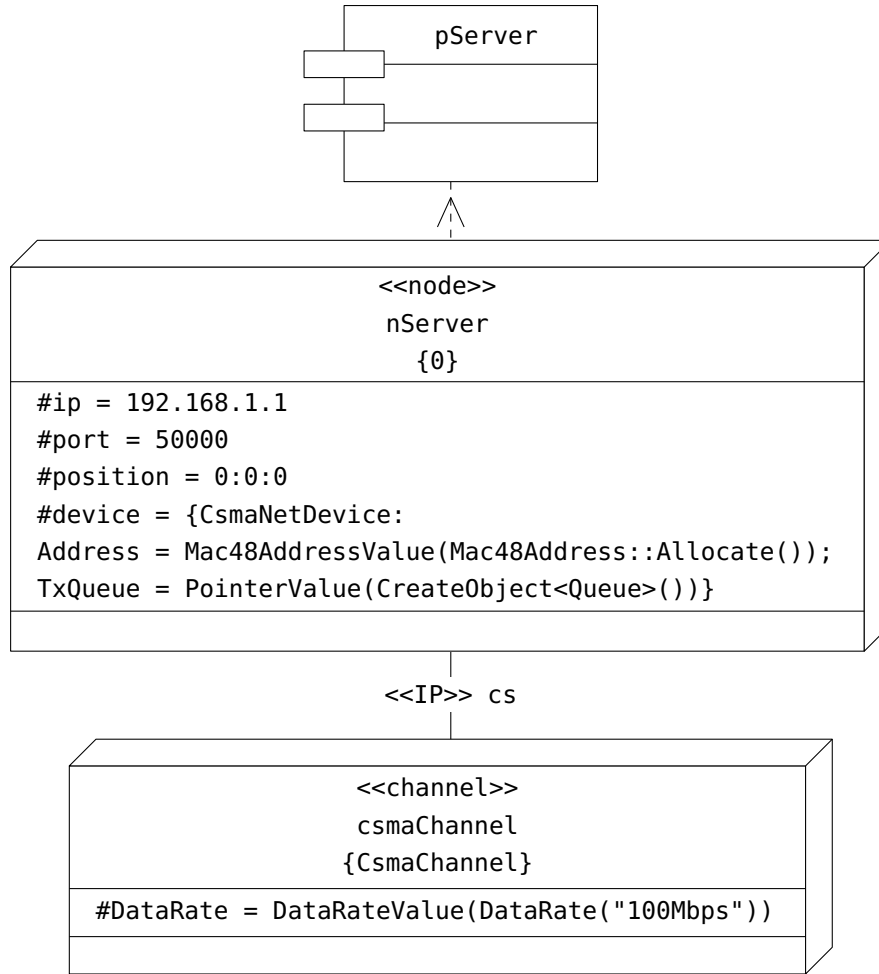 pServer
<<node>>
nServer
{0}
#ip = 192.168.1.1
#port = 50000
#position = 0:0:0
#device = {CsmaNetDevice:
Address = Mac48AddressValue(Mac48Address::Allocate());
TxQueue = PointerValue(CreateObject<Queue>())}
<<IP>> cs
<<channel>>
csmaChannel
{CsmaChannel}
#DataRate = DataRateValue(DataRate("100Mbps"))